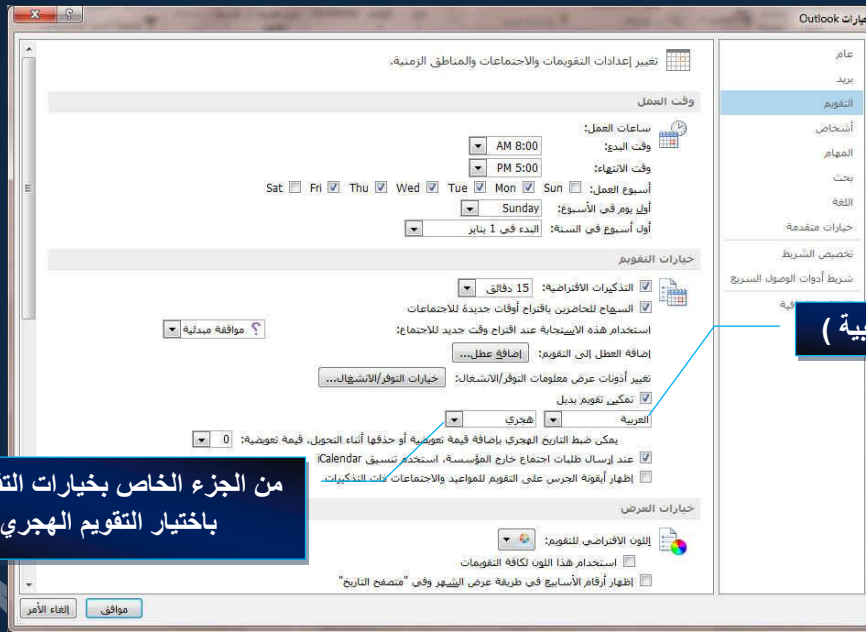 خيارات Outlook
عام
بريد
التقويم
أشخاص
المهام
بحث
اللغة
خيارات متقدمة
تخصيص الشريط
شريط أدوات الوصول السريع
تغيير إعدادات التقويمات والاجتماعات والمناطق الزمنية.
وقت العمل
ساعات العمل:
وقت البدء: 8:00 AM
وقت الانتهاء: 5:00 PM
أسبوع العمل: Sun Mon Tue Wed Thu Fri Sat
أول يوم في الأسبوع: Sunday
أول أسبوع في السنة: البدء في 1 يناير
خيارات التقويم
التذكيرات الافتراضية: 15 دقائق
السماح للحاضرين باقتراح أوقات جديدة للاجتماعات
استخدام هذه الاستجابة عند اقتراح وقت جديد للاجتماع: ? موافقة مبدئية
إضافة العطل إلى التقويم: إضافة عطل...
تغيير أذونات عرض معلومات التوفر/الانشغال: خيارات التوفر/الانشغال...
تمكين تقويم بديل
العربية هجري
يمكن ضبط التاريخ الهجري بإضافة قيمة تعويضية أو حذفها أثناء التحويل. قيمة تعويضية: 0
عند إرسال طلبات اجتماع خارج المؤسسة، استخدم تنسيق iCalendar
إظهار أيقونة الجرس على التقويم للمواعيد والاجتماعات ذات التذكيرات.
خيارات العرض
اللون الافتراضي للتقويم:
استخدام هذا اللون لكافة التقويمات
إظهار أرقام الأسابيع في طريقة عرض الشهر وفي "متصفح التاريخ"
موافق إلغاء الأمر
من الجزء الخاص بخيارات
باختيار التقويم الهجري